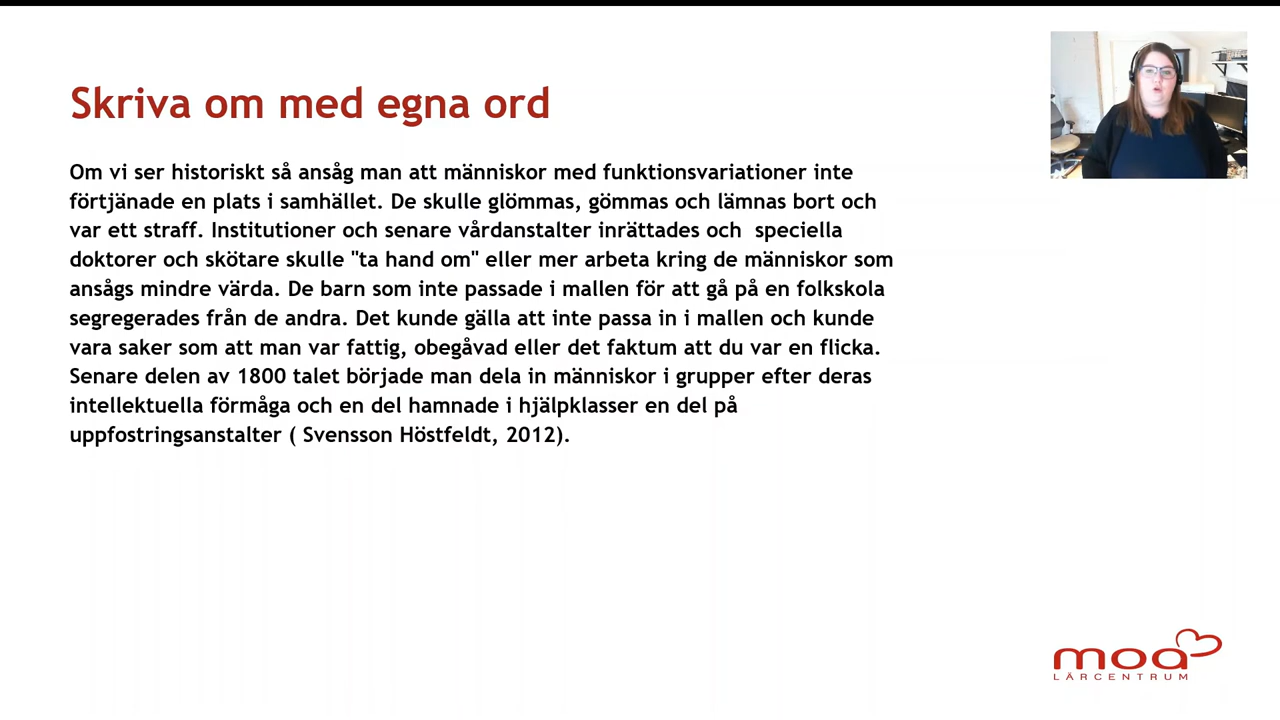 Skriva om med egna ord
Om vi ser historiskt så ansåg man att människor med funktionsvariationer inte
förtjänade en plats i samhället. De skulle glömmas, gömmas och lämnas bort och
var ett straff. Institutioner och senare vårdanstalter inrättades och  speciella
doktorer och skötare skulle "ta hand om" eller mer arbeta kring de människor som
ansågs mindre värda. De barn som inte passade i mallen för att gå på en folkskola
segregerades från de andra. Det kunde gälla att inte passa in i mallen och kunde
vara saker som att man var fattig, obegåvad eller det faktum att du var en flicka.
Senare delen av 1800 talet började man dela in människor i grupper efter deras
intellektuella förmåga och en del hamnade i hjälpklasser en del på
uppfostringsanstalter ( Svensson Höstfeldt, 2012).
moa
LÄRCENTRUM